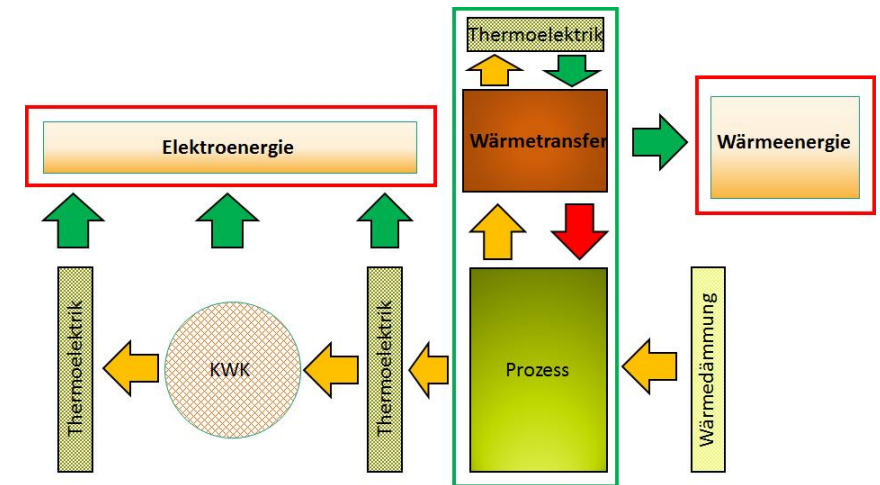 Thermoelektrik
Elektroenergie
Wärmetransfer
Wärmeenergie
Thermoelektrik
KWK
Thermoelektrik
Prozess
Wärmedämmung